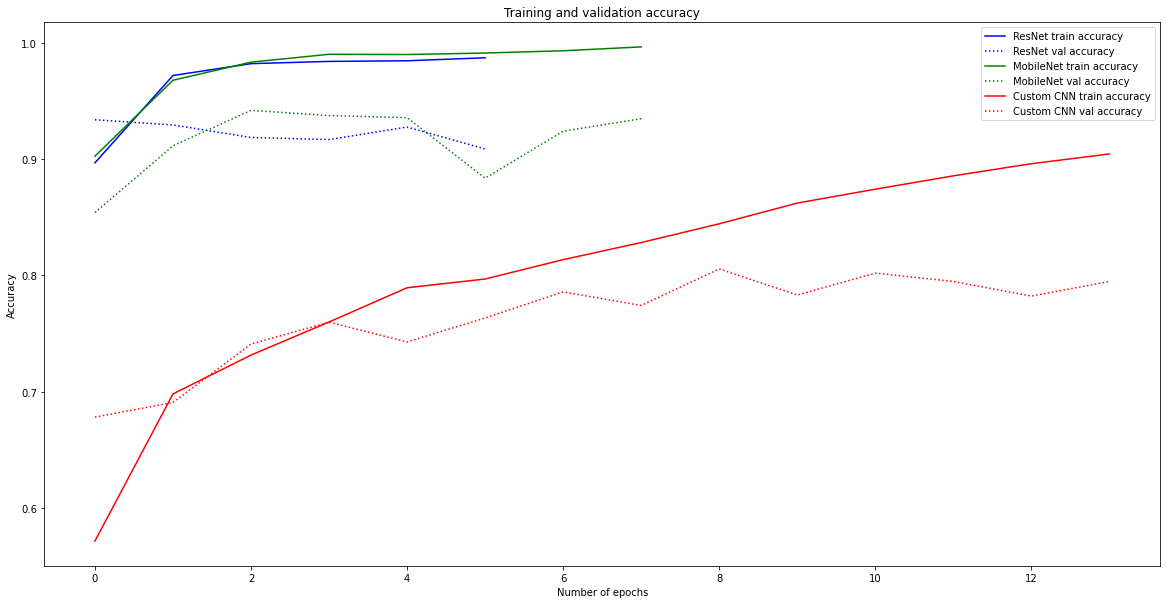 Training and validation accuracy
ResNet train accuracy
ResNet val accuracy
MobileNet train accuracy
MobileNet val accuracy
Custom CNN train accuracy
Custom CNN val accuracy
1.0
0.9
0.8
0.7
0.6
Accuracy
0 2 4 6 8 10 12
Number of epochs